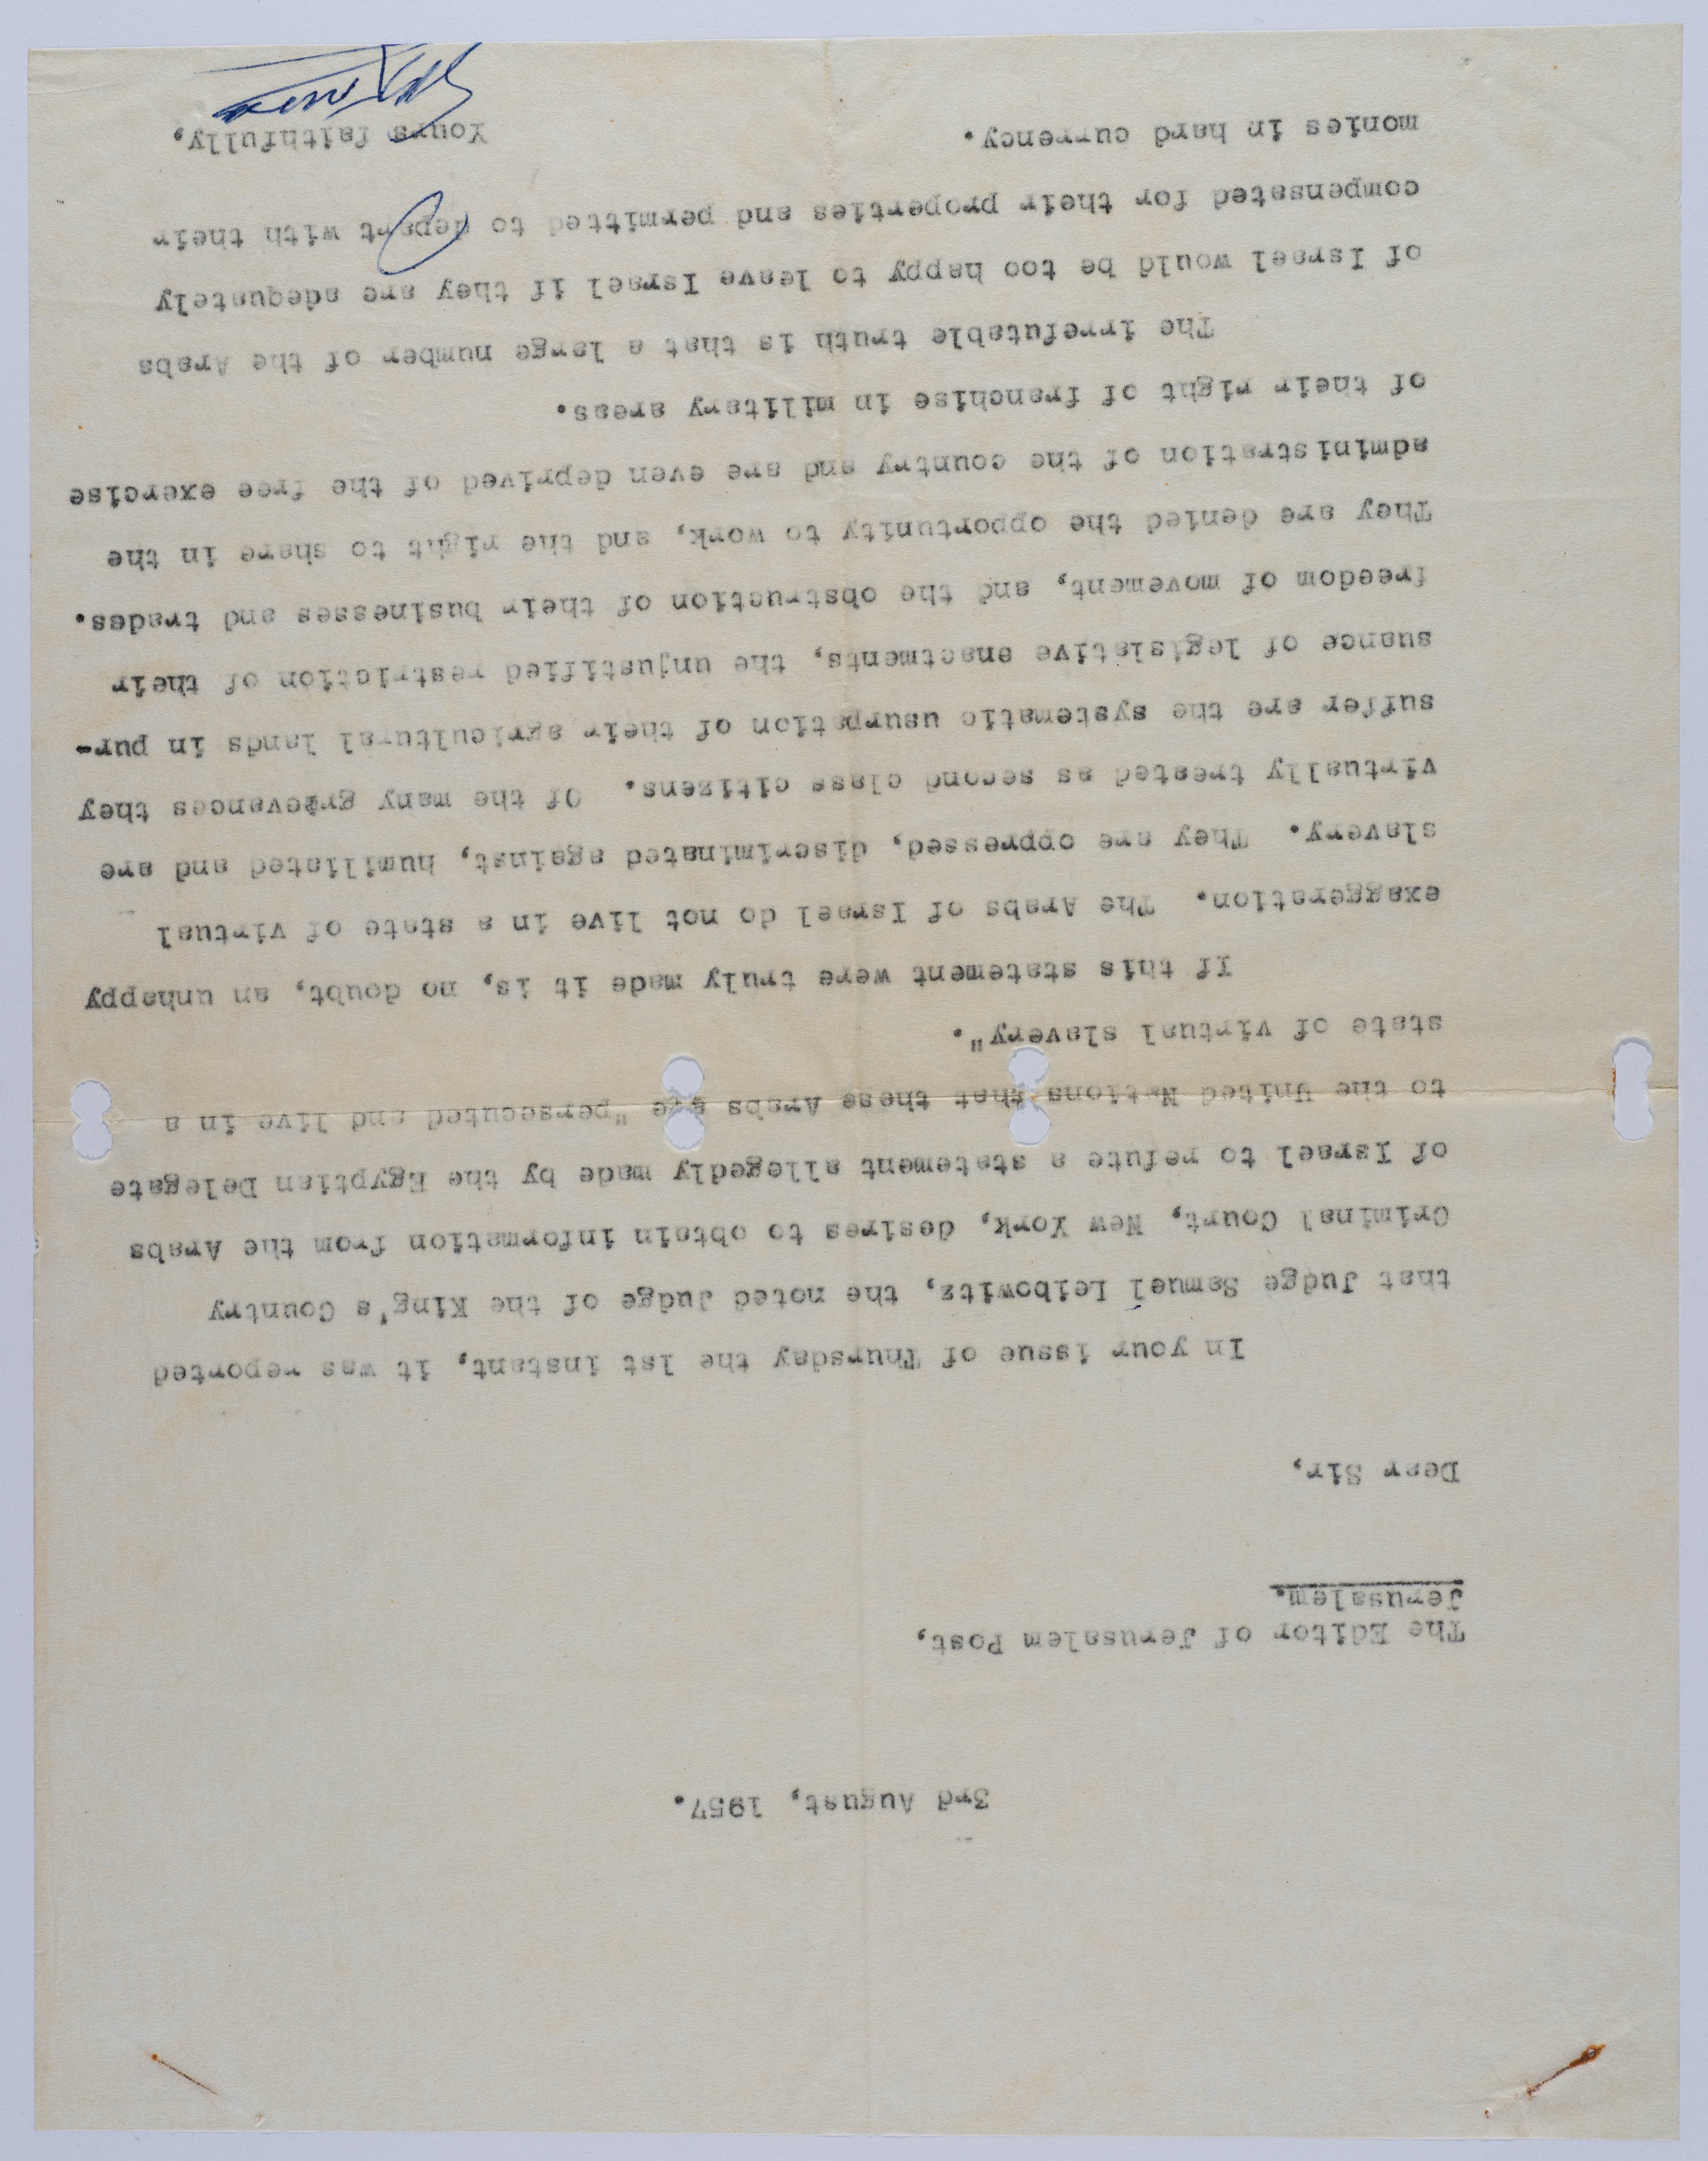 3rd August, 1957.
The Editor of Jerusalem Post,
Jerusalem.
Dear Sir,
In your issue of Thursday the 1st instant, it was reported
that Judge Samuel Leibowitz, the noted Judge of the King's Country
Criminal Court, New York, desires to obtain information from the Arabs
of Israel to refute a statement allegedly made by the Egyptian Delegate
to the United Nations that these Arabs are "persecuted and live in a
state of virtual slavery".
If this statement were truly made it is, no doubt, an unhappy
exaggeration. The Arabs of Israel do not live in a state of virtual
slavery. They are oppressed, discriminated against, humiliated and are
virtually treated as second class citizens. Of the many grievances they
suffer are the systematic usurpation of their agricultural lands in pur-
suance of legislative enactments, the unjustified restriction of their
freedom of movement, and the obstruction of their businesses and trades.
They are denied the opportunity to work, and the right to share in the
administration of the country and are even deprived of the free exercise
of their right of franchise in military areas.
The irrefutable truth is that a large number of the Arabs
of Israel would be too happy to leave Israel if they are adequately
compensated for their properties and permitted to depart with their
monies in hard currency.
Yours faithfully,